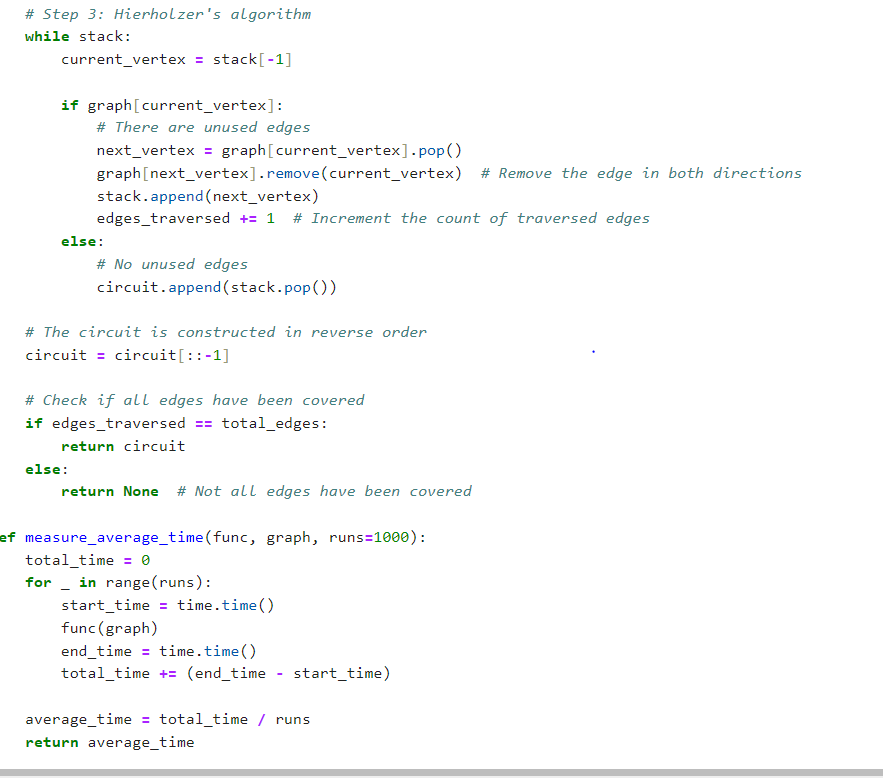 # Step 3: Hierholzer's algorithm
while stack:
    current_vertex = stack[-1]

    if graph[current_vertex]:
        # There are unused edges
        next_vertex = graph[current_vertex].pop()
        graph[next_vertex].remove(current_vertex)  # Remove the edge in both directions
        stack.append(next_vertex)
        edges_traversed += 1  # Increment the count of traversed edges
    else:
        # No unused edges
        circuit.append(stack.pop())

# The circuit is constructed in reverse order
circuit = circuit[::-1]

# Check if all edges have been covered
if edges_traversed == total_edges:
    return circuit
else:
    return None  # Not all edges have been covered

ef measure_average_time(func, graph, runs=1000):
total_time = 0
for _ in range(runs):
    start_time = time.time()
    func(graph)
    end_time = time.time()
    total_time += (end_time - start_time)

average_time = total_time / runs
return average_time